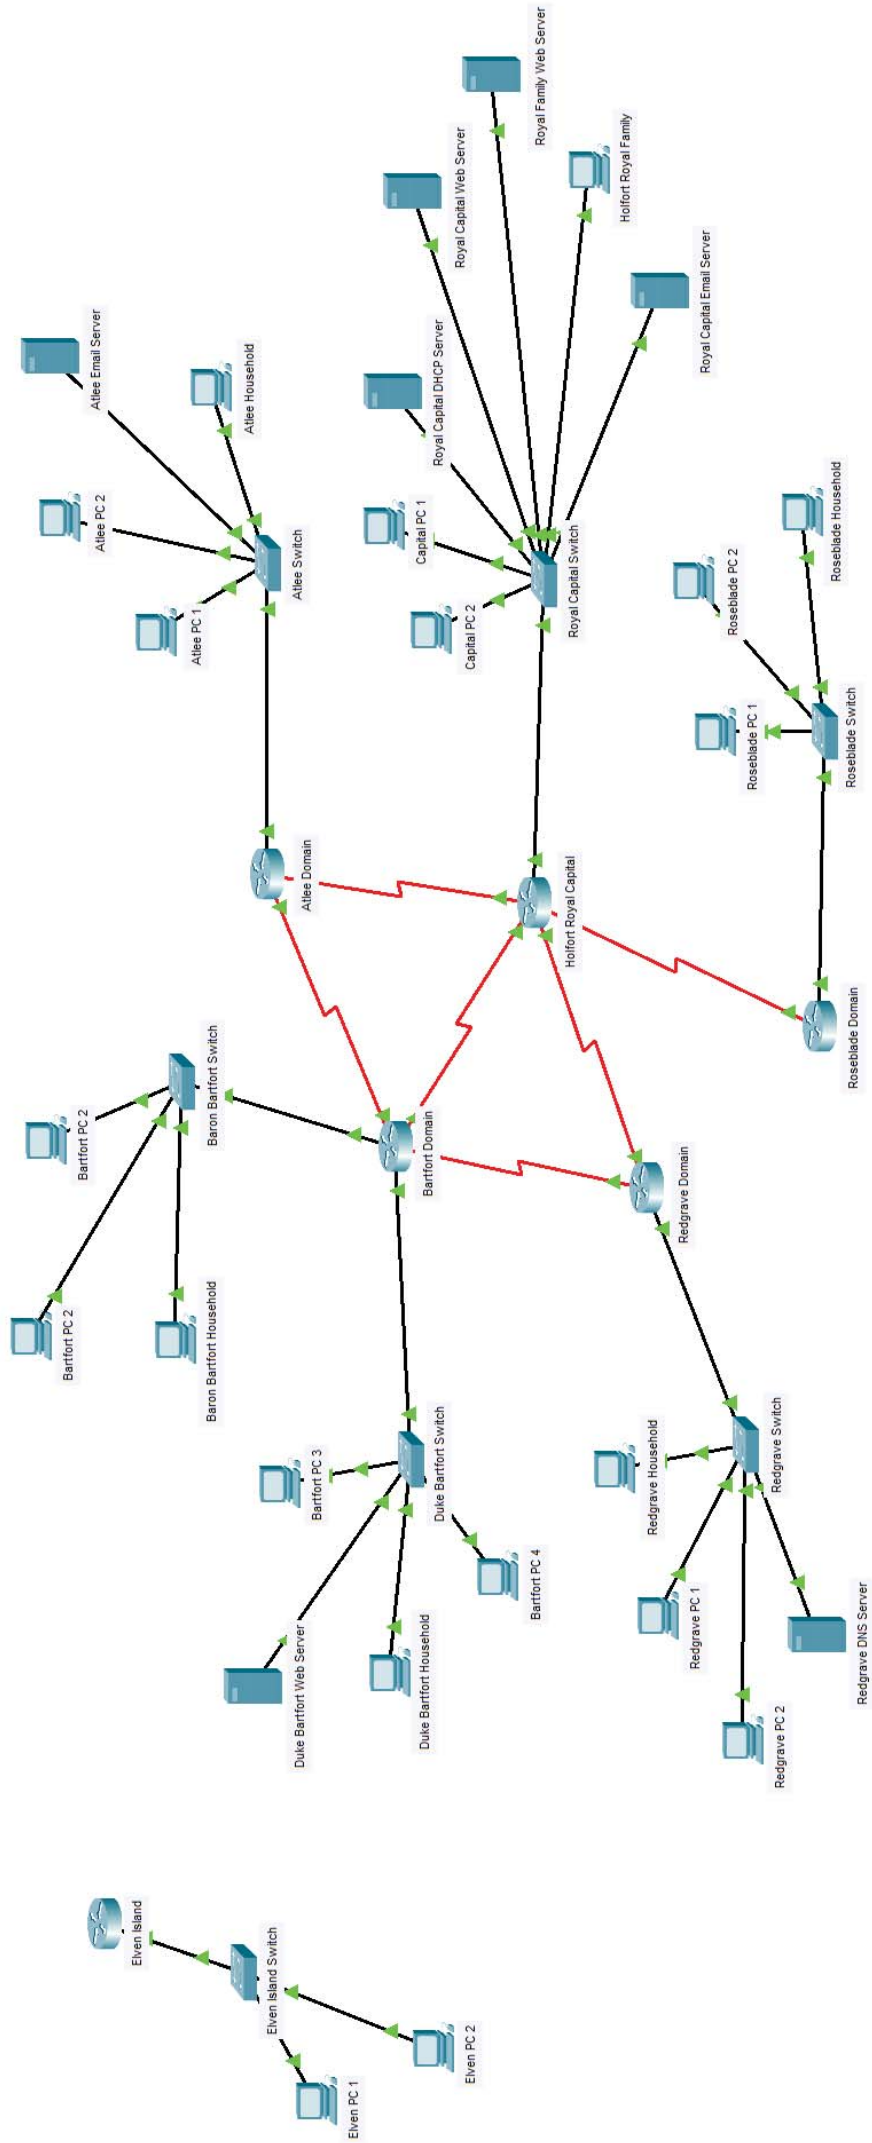 Elven Island
Elven Island Switch
Elven PC 1
Elven PC 2
Bartfort PC 2
Bartfort PC 2
Baron Bartfort Household
Baron Bartfort Switch
Bartfort PC 3
Duke Bartfort Web Server
Duke Bartfort Switch
Duke Bartfort Household
Bartfort PC 4
Bartfort Domain
Atlee Email Server
Atlee PC 2
Atlee PC 1
Atlee Household
Atlee Switch
Atlee Domain
Royal Family Web Server
Royal Capital Web Server
Royal Capital DHCP Server
Capital PC 1
Capital PC 2
Royal Capital Switch
Holfort Royal Family
Royal Capital Email Server
Holfort Royal Capital
Redgrave Domain
Redgrave Household
Redgrave PC 1
Redgrave Switch
Redgrave PC 2
Redgrave DNS Server
Roseblade PC 2
Roseblade PC 1
Roseblade Household
Roseblade Switch
Roseblade Domain